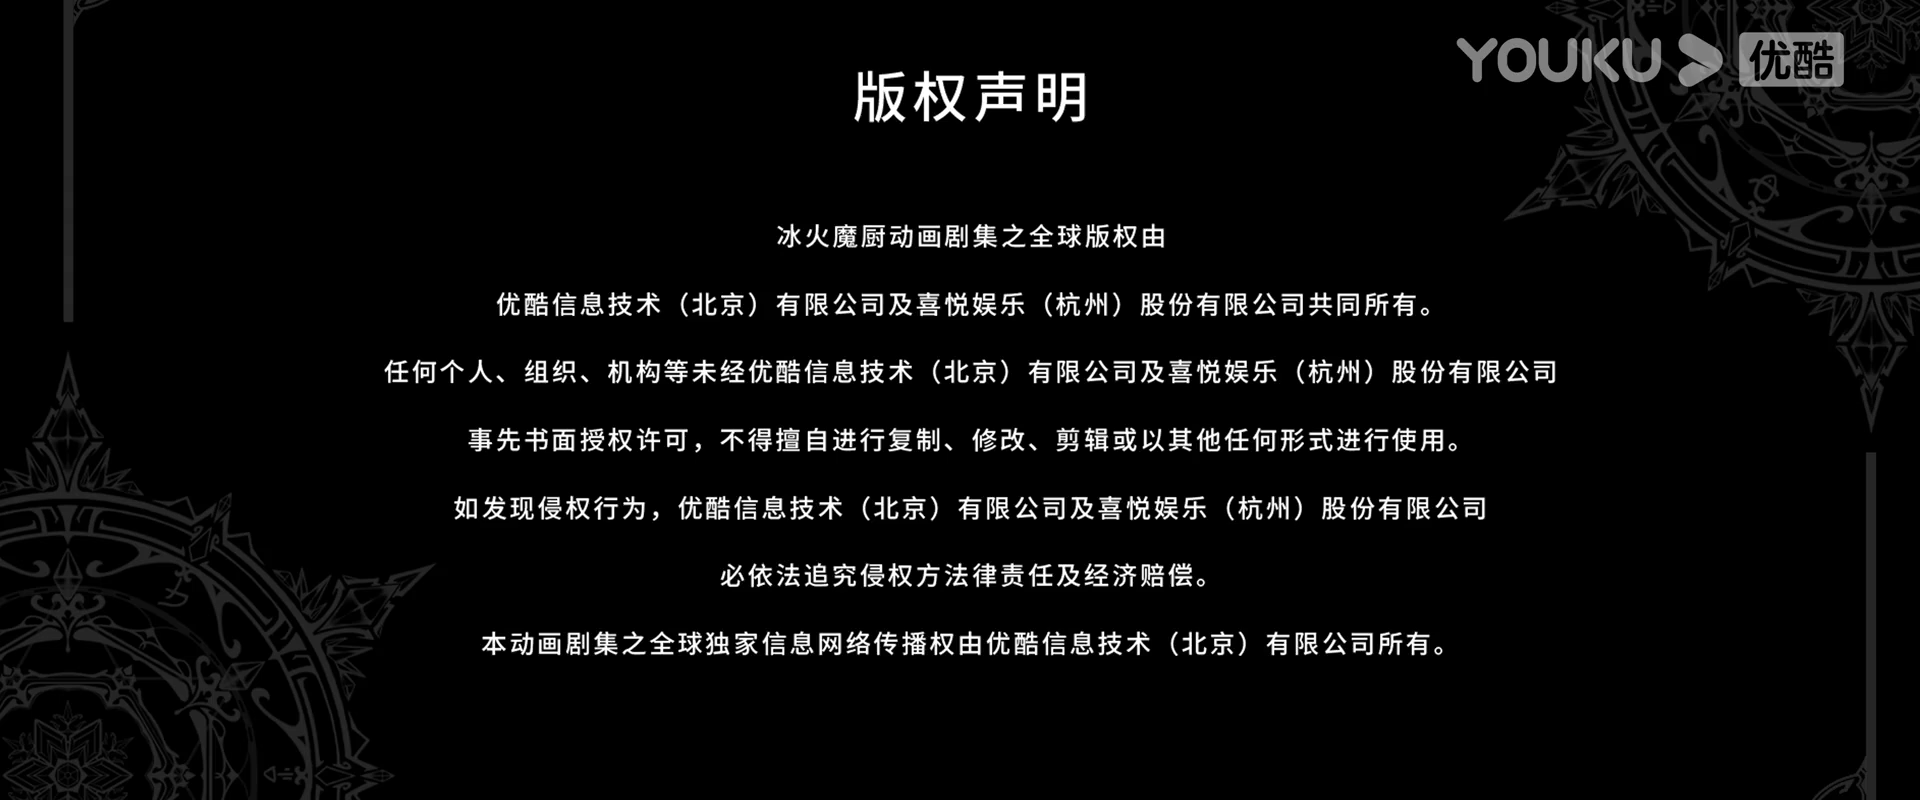 YOUKU 优酷
版权声明
冰火魔厨动画剧集之全球版权由
优酷信息技术（北京）有限公司及喜悦娱乐（杭州）股份有限公司共同所有。
任何个人、组织、机构等未经优酷信息技术（北京）有限公司及喜悦娱乐（杭州）股份有限公司
事先书面授权许可，不得擅自进行复制、修改、剪辑或以其他任何形式进行使用。
如发现侵权行为，优酷信息技术（北京）有限公司及喜悦娱乐（杭州）股份有限公司
必依法追究侵权方法律责任及经济赔偿。
本动画剧集之全球独家信息网络传播权由优酷信息技术（北京）有限公司所有。